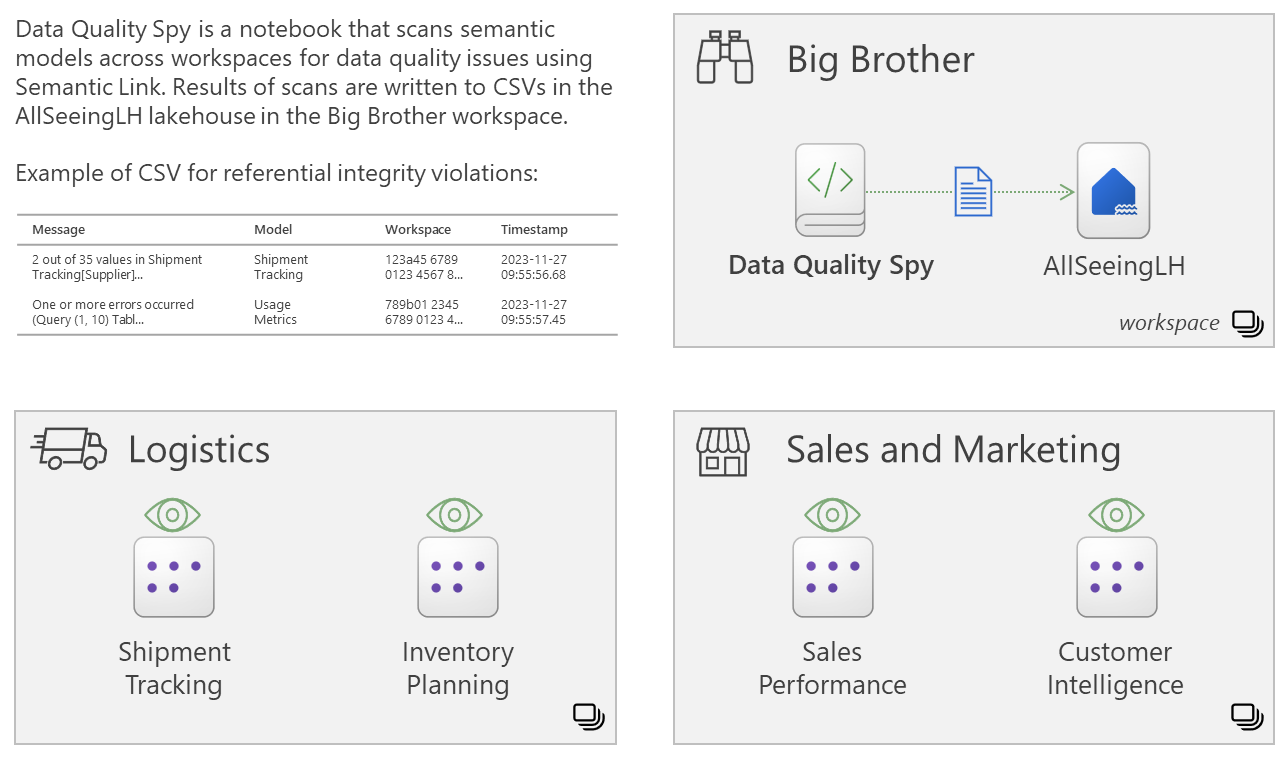 Data Quality Spy is a notebook that scans semantic
models across workspaces for data quality issues using
Semantic Link. Results of scans are written to CSVs in the
AllSeeingLH lakehouse in the Big Brother workspace.
Example of CSV for referential integrity violations:
Message Model Workspace Timestamp
2 out of 35 values in Shipment Shipment 123a45 6789 2023-11-27
Tracking[Supplier]... Tracking 0123 4567 8... 09:55:56.68
One or more errors occurred Usage 789b01 2345 2023-11-27
(Query (1, 10) Tabl... Metrics 6789 0123 4... 09:55:57.45
Big Brother
Data Quality Spy
AllSeeingLH
workspace
Logistics
Shipment
Tracking
Inventory
Planning
Sales and Marketing
Sales
Performance
Customer
Intelligence